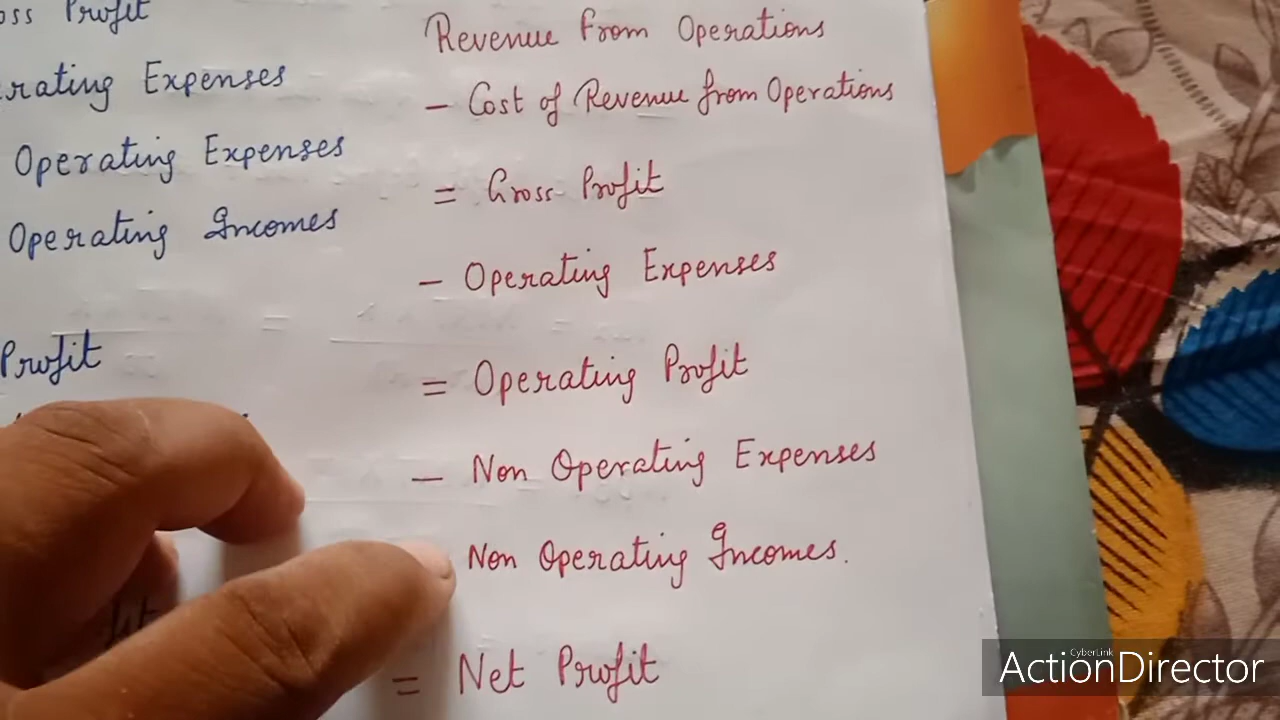 oss Profit
rating Expenses
Operating Expenses
Operating Incomes
Profit
Revenue From Operations
– Cost of Revenue from Operations
= Gross Profit
– Operating Expenses
= Operating Profit
– Non Operating Expenses
Non Operating Incomes.
= Net Profit
CyberLink
ActionDirector